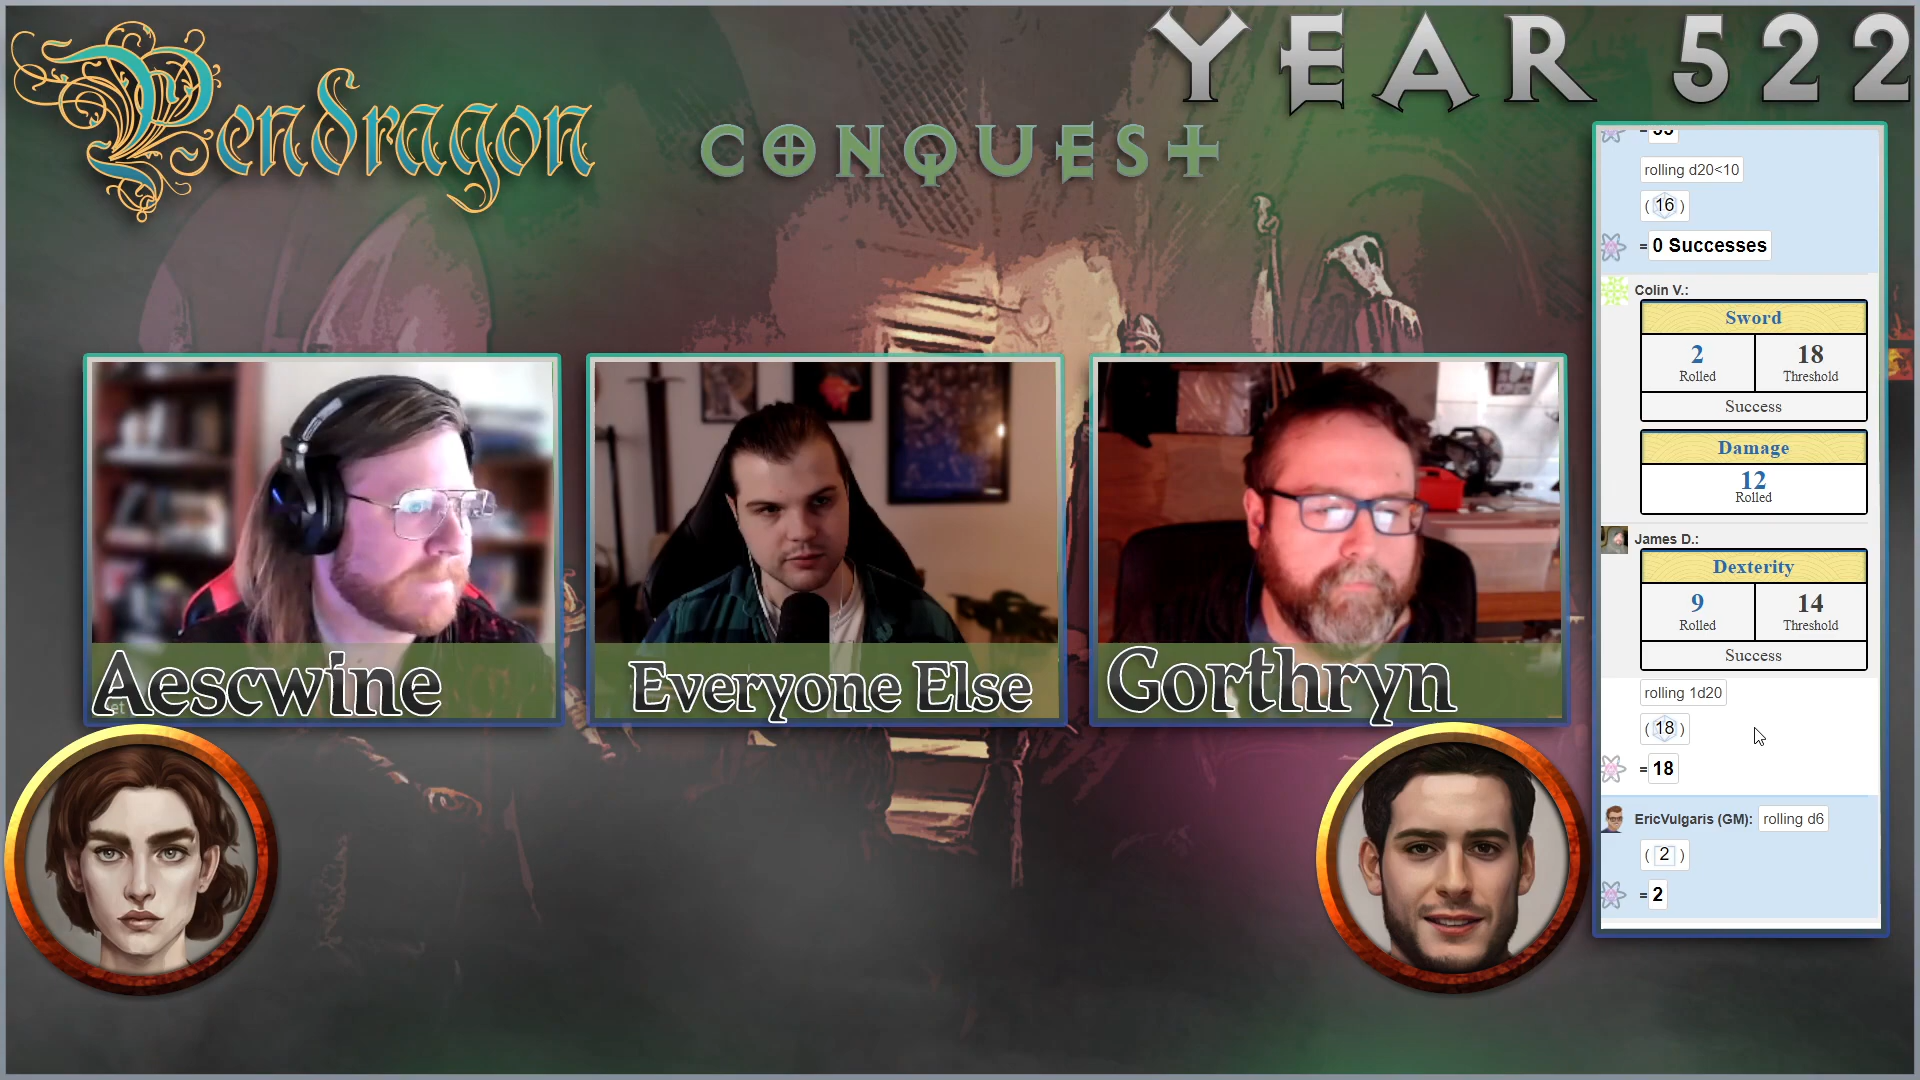 Pendragon
CONQUEST
YEAR 522
rolling d20<10
( 16 )
= 0 Successes
Colin V.:
Sword
2 18
Rolled Threshold
Success
Damage
12
Rolled
James D.:
Dexterity
9 14
Rolled Threshold
Success
rolling 1d20
( 18 )
= 18
EricVulgaris (GM): rolling d6
( 2 )
= 2
Aescwine
Everyone Else
Gorthryn